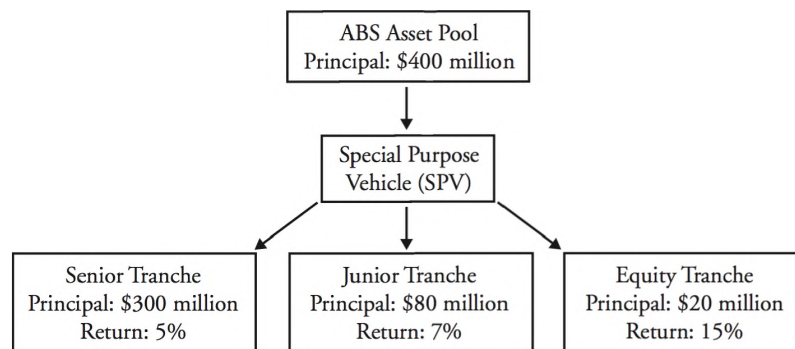 ABS Asset Pool
Principal: $400 million
Special Purpose
Vehicle (SPV)
Senior Tranche
Principal: $300 million
Return: 5%
Junior Tranche
Principal: $80 million
Return: 7%
Equity Tranche
Principal: $20 million
Return: 15%